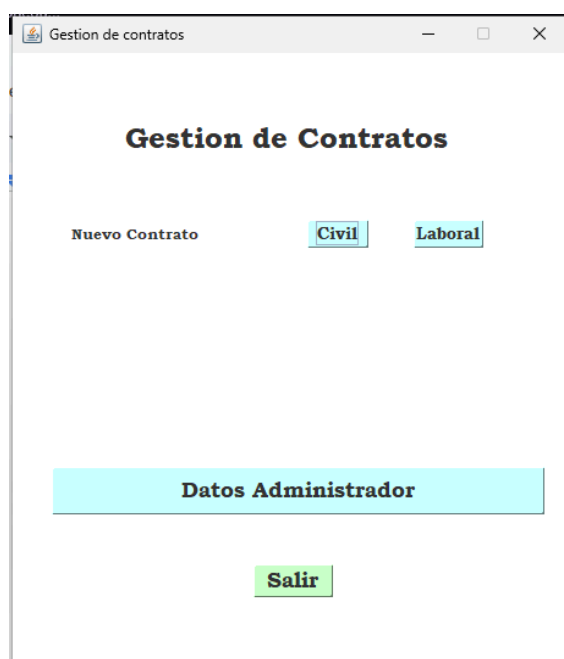 Gestion de contratos
Gestion de Contratos
Nuevo Contrato Civil Laboral
Datos Administrador
Salir